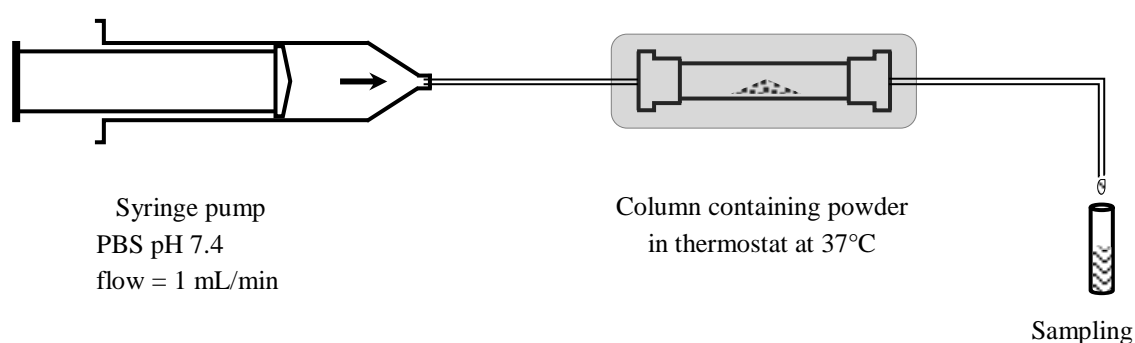 Syringe pump
PBS pH 7.4
flow = 1 mL/min
Column containing powder
in thermostat at 37°C
Sampling